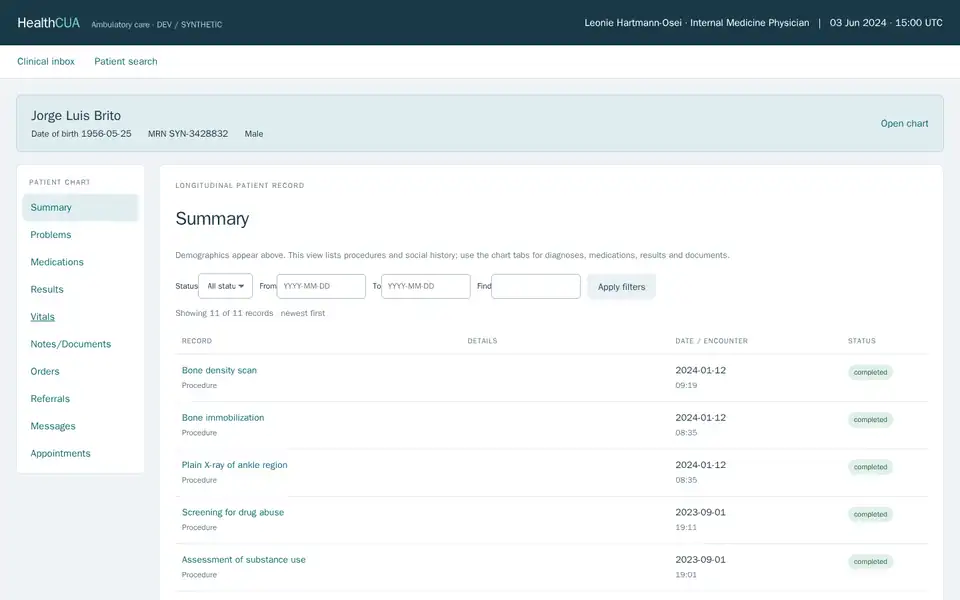 HealthCUA Ambulatory care · DEV / SYNTHETIC Leonie Hartmann-Osei · Internal Medicine Physician | 03 Jun 2024 · 15:00 UTC
Clinical inbox Patient search
Jorge Luis Brito
Date of birth 1956-05-25 MRN SYN-3428832 Male
Open chart
PATIENT CHART
Summary
Problems
Medications
Results
Vitals
Notes/Documents
Orders
Referrals
Messages
Appointments
LONGITUDINAL PATIENT RECORD
Summary
Demographics appear above. This view lists procedures and social history; use the chart tabs for diagnoses, medications, results and documents.
Status All statu From YYYY-MM-DD To YYYY-MM-DD Find Apply filters
Showing 11 of 11 records newest first
RECORD DETAILS DATE / ENCOUNTER STATUS
Bone density scan 2024-01-12 completed
Procedure 09:19
Bone immobilization 2024-01-12 completed
Procedure 08:35
Plain X-ray of ankle region 2024-01-12 completed
Procedure 08:35
Screening for drug abuse 2023-09-01 completed
Procedure 19:11
Assessment of substance use 2023-09-01 completed
Procedure 19:01